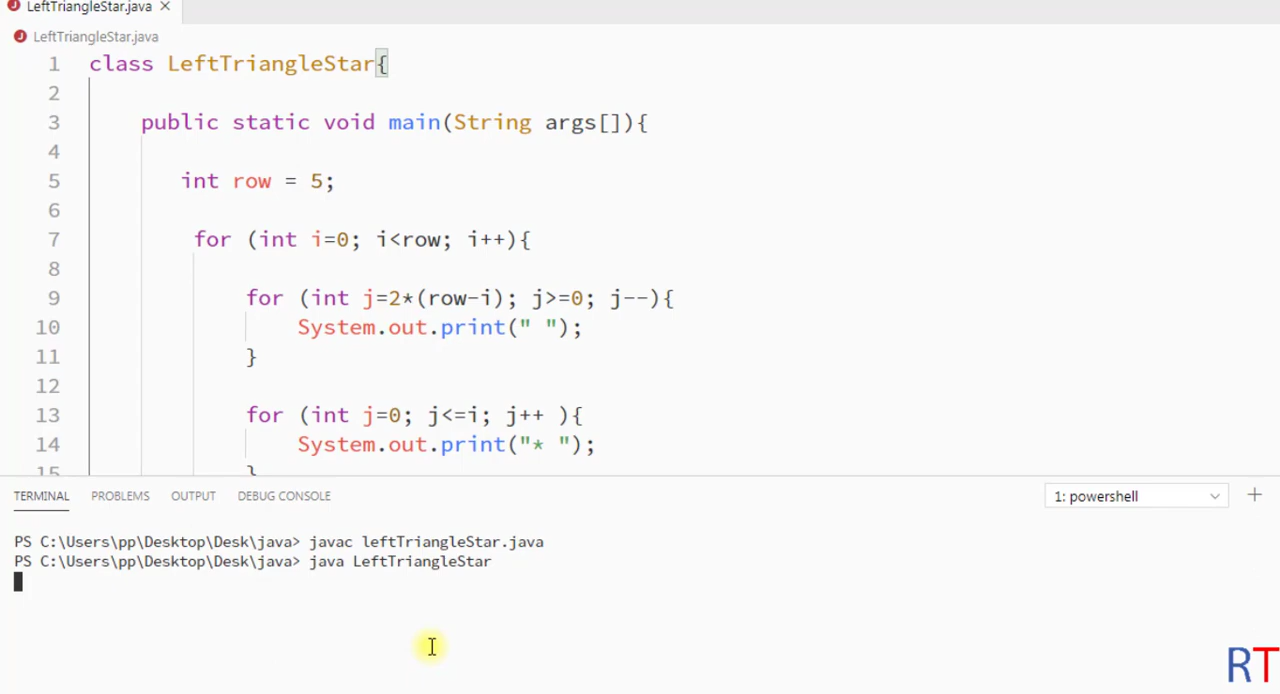 LeftTriangleStar.java ×
LeftTriangleStar.java
1 class LeftTriangleStar{
2
3 public static void main(String args[]){
4
5 int row = 5;
6
7 for (int i=0; i<row; i++){
8
9 for (int j=2*(row-i); j>=0; j--){
10 System.out.print(" ");
11 }
12
13 for (int j=0; j<=i; j++ ){
14 System.out.print("* ");
15 }
TERMINAL PROBLEMS OUTPUT DEBUG CONSOLE 1: powershell
PS C:\Users\pp\Desktop\Desk\java> javac leftTriangleStar.java
PS C:\Users\pp\Desktop\Desk\java> java LeftTriangleStar
RT